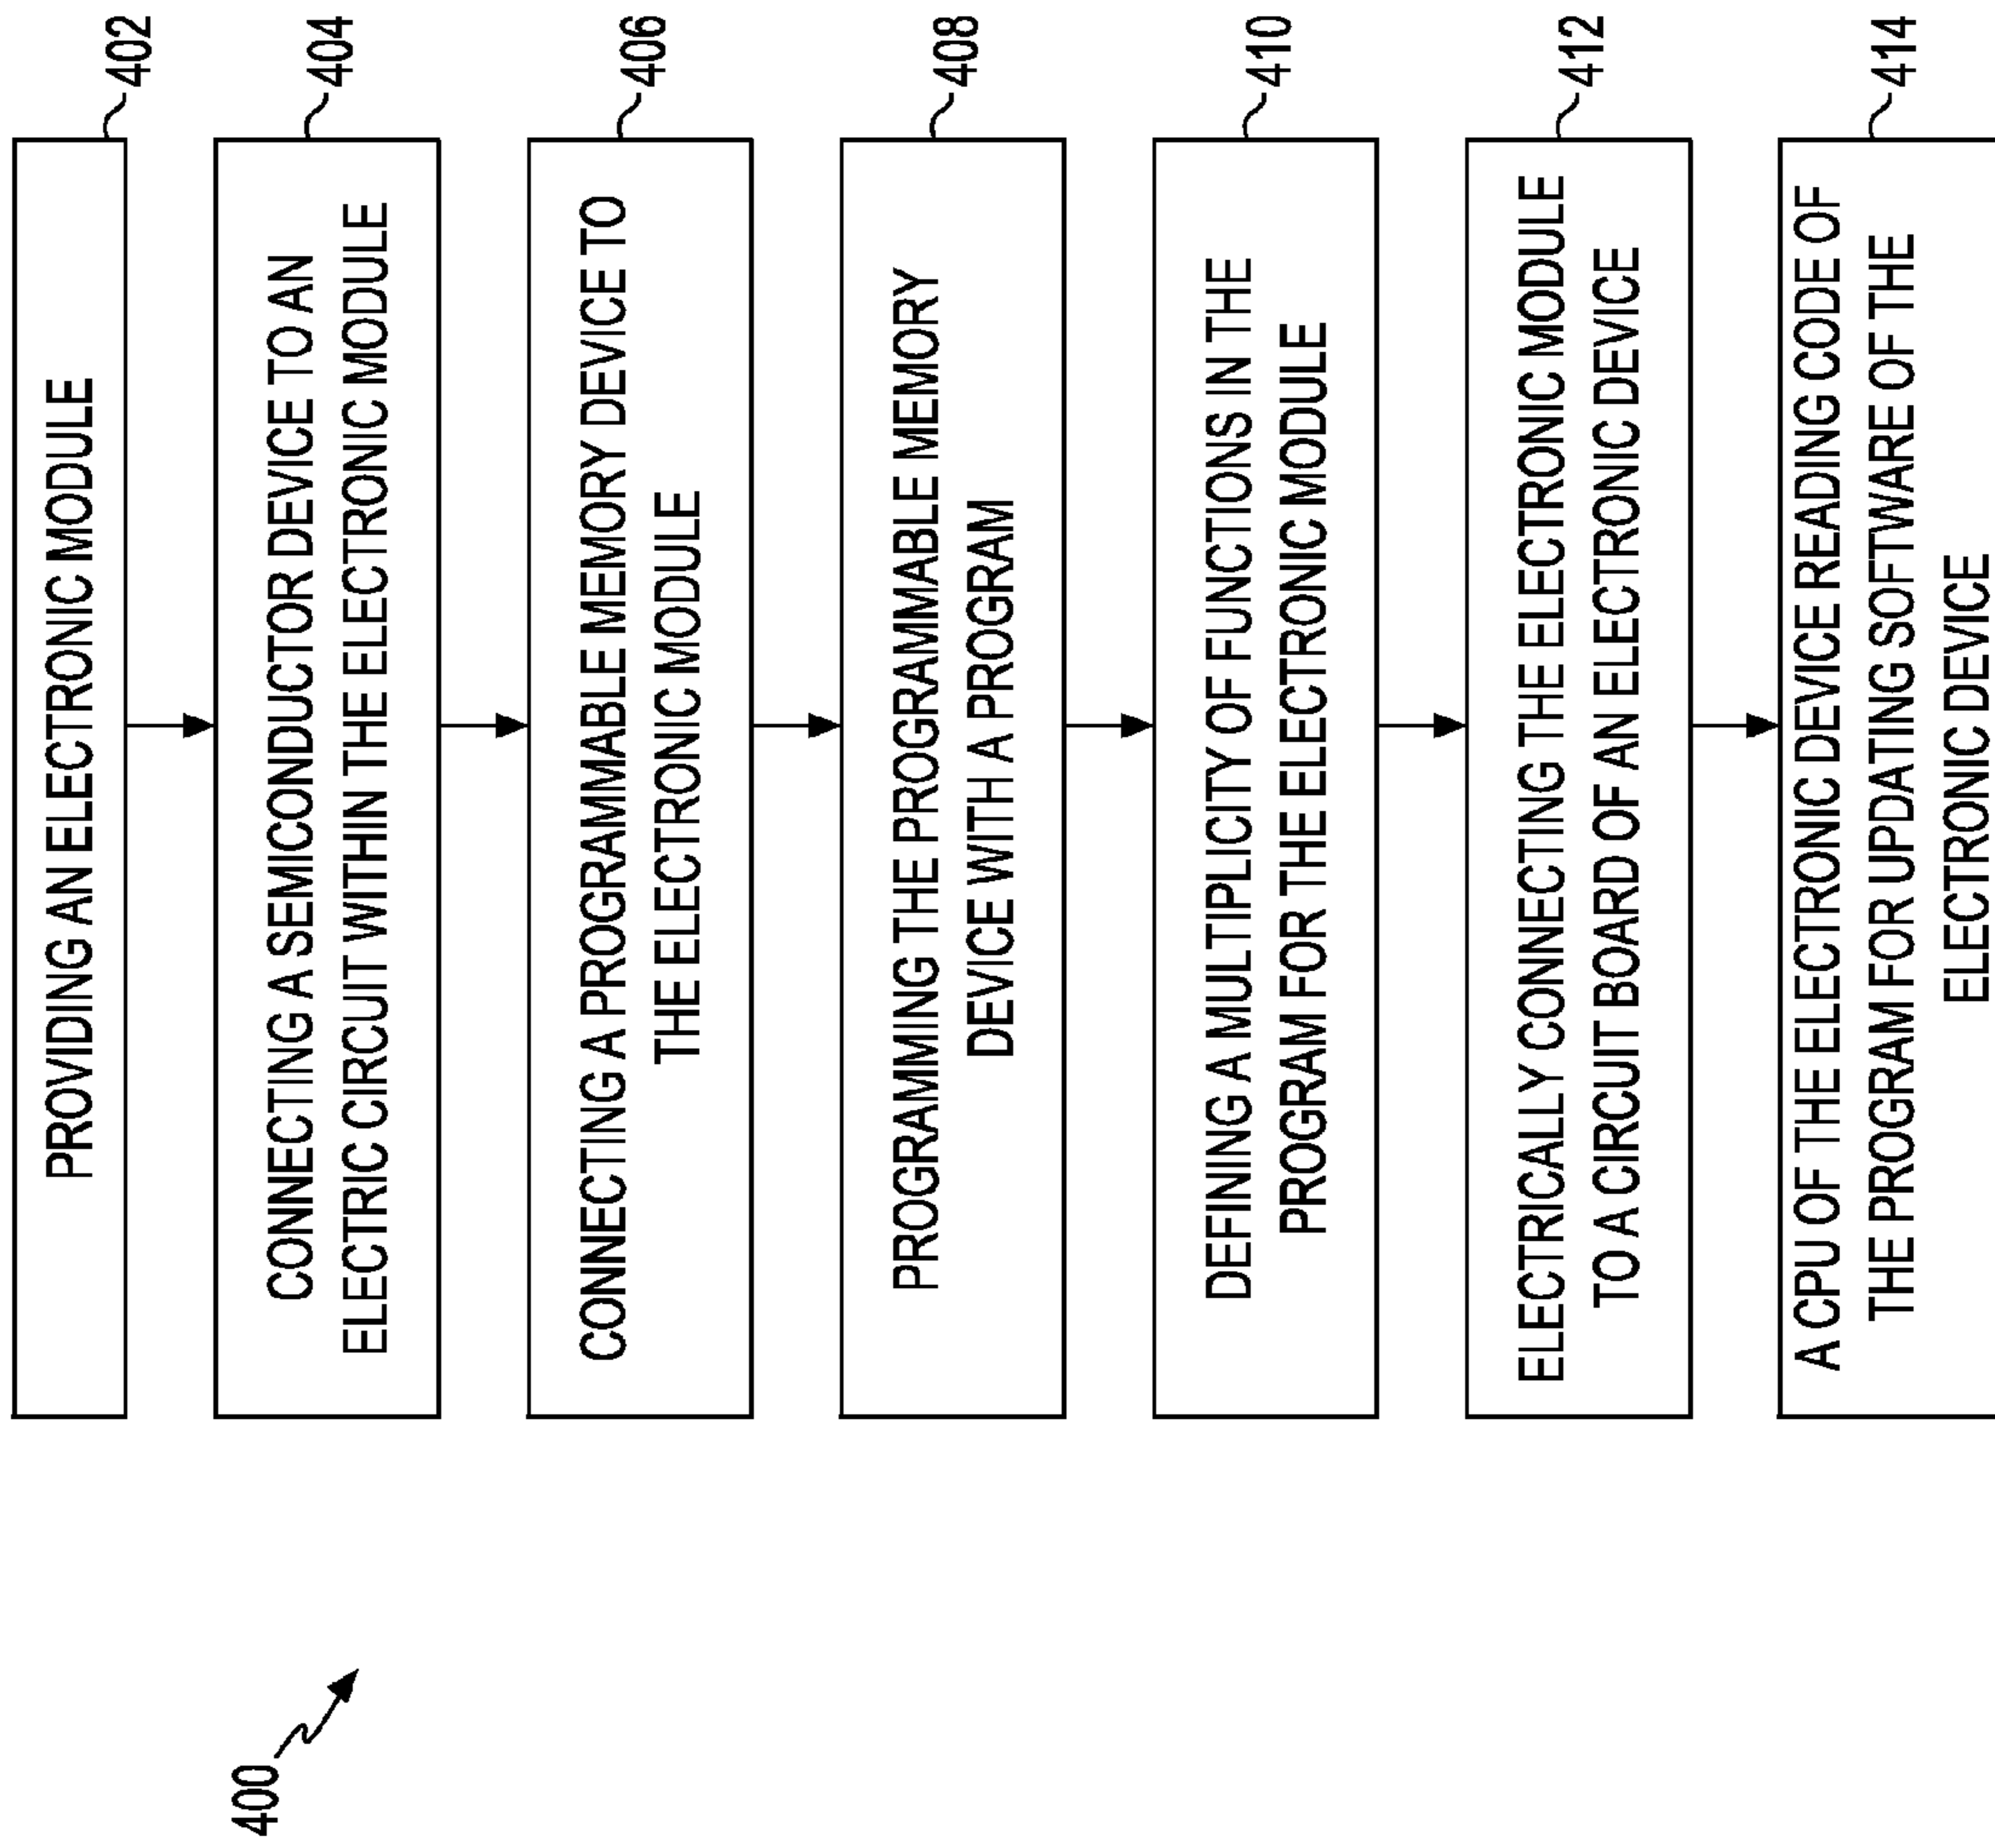 400
PROVIDING AN ELECTRONIC MODULE
402
CONNECTING A SEMICONDUCTOR DEVICE TO AN
ELECTRIC CIRCUIT WITHIN THE ELECTRONIC MODULE
404
CONNECTING A PROGRAMMABLE MEMORY DEVICE TO
THE ELECTRONIC MODULE
406
PROGRAMMING THE PROGRAMMABLE MEMORY
DEVICE WITH A PROGRAM
408
DEFINING A MULTIPLICITY OF FUNCTIONS IN THE
PROGRAM FOR THE ELECTRONIC MODULE
410
ELECTRICALLY CONNECTING THE ELECTRONIC MODULE
TO A CIRCUIT BOARD OF AN ELECTRONIC DEVICE
412
A CPU OF THE ELECTRONIC DEVICE READING CODE OF
THE PROGRAM FOR UPDATING SOFTWARE OF THE
ELECTRONIC DEVICE
414